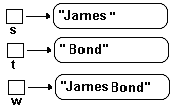 "James "
s
" Bond"
t
"James Bond"
w